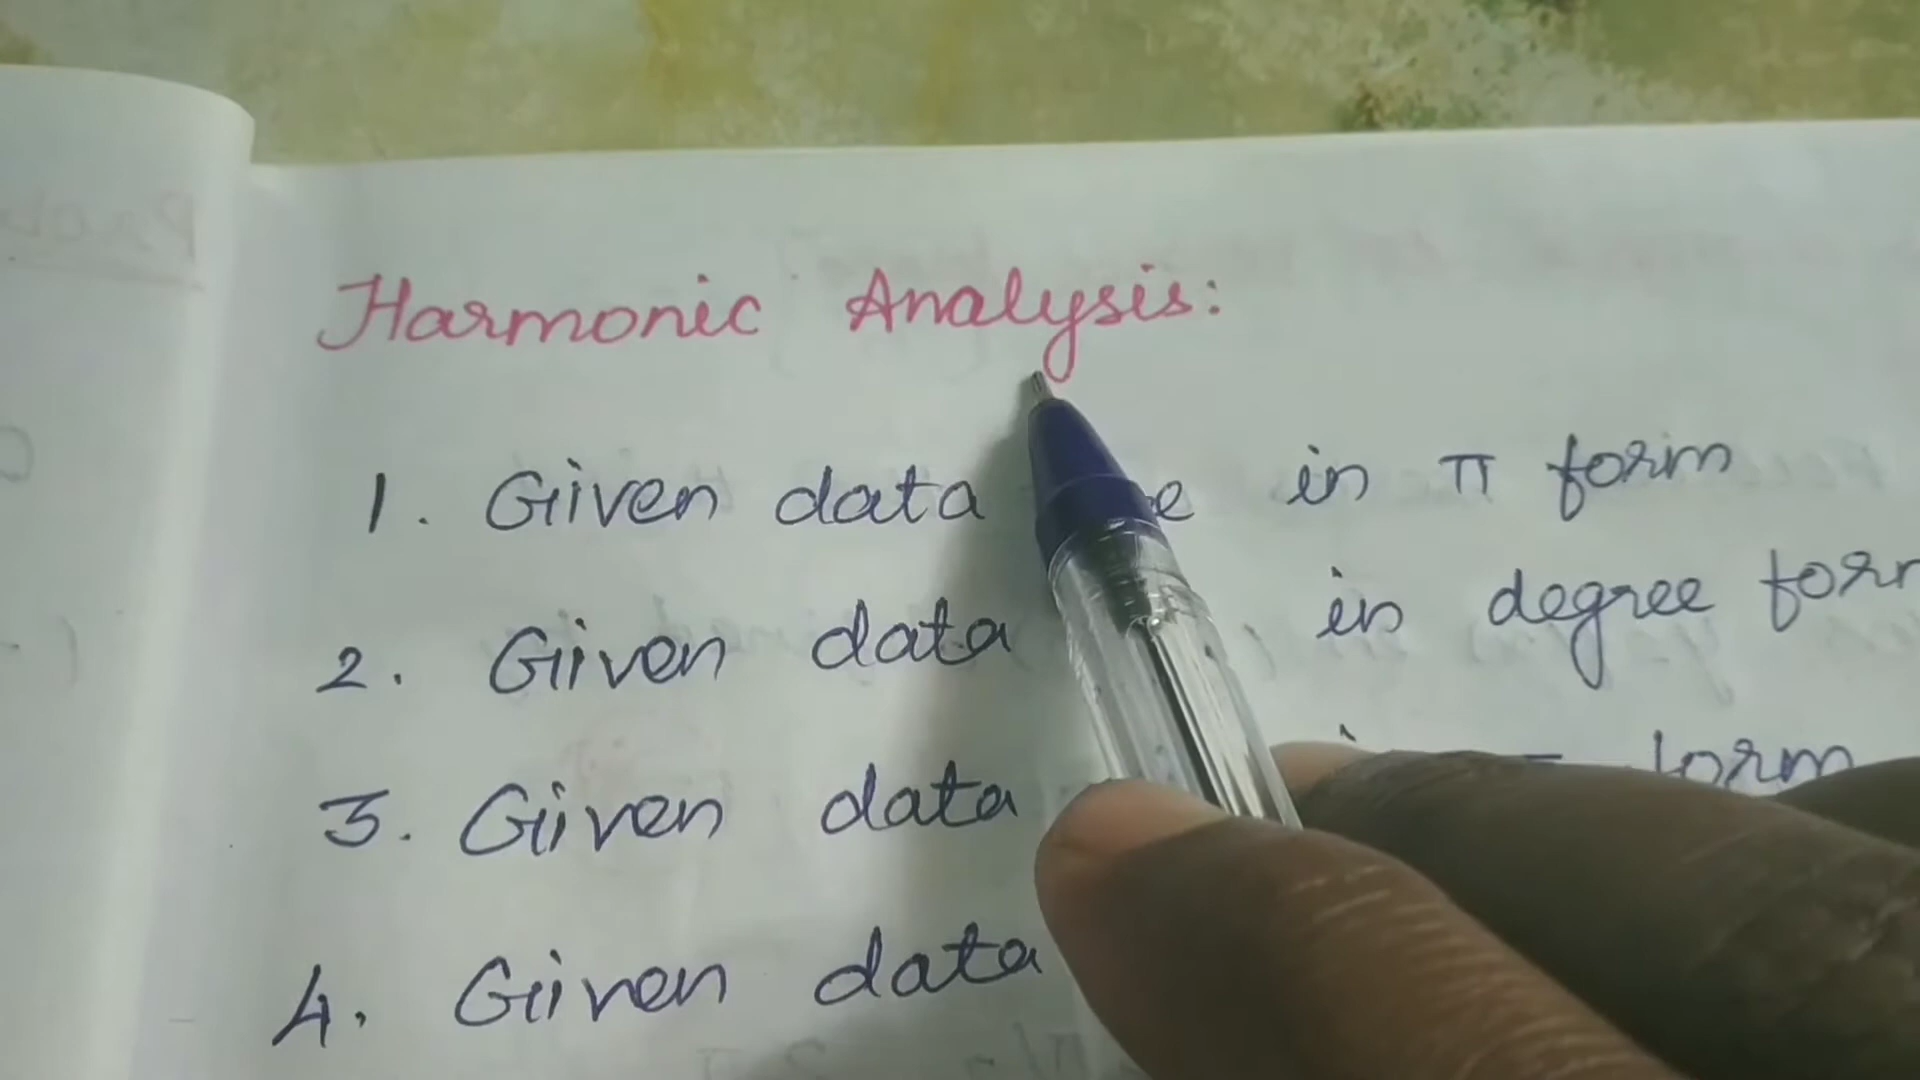 Harmonic Analysis:
1. Given data in π form
2. Given data in degree
3. Given data form
4. Given data